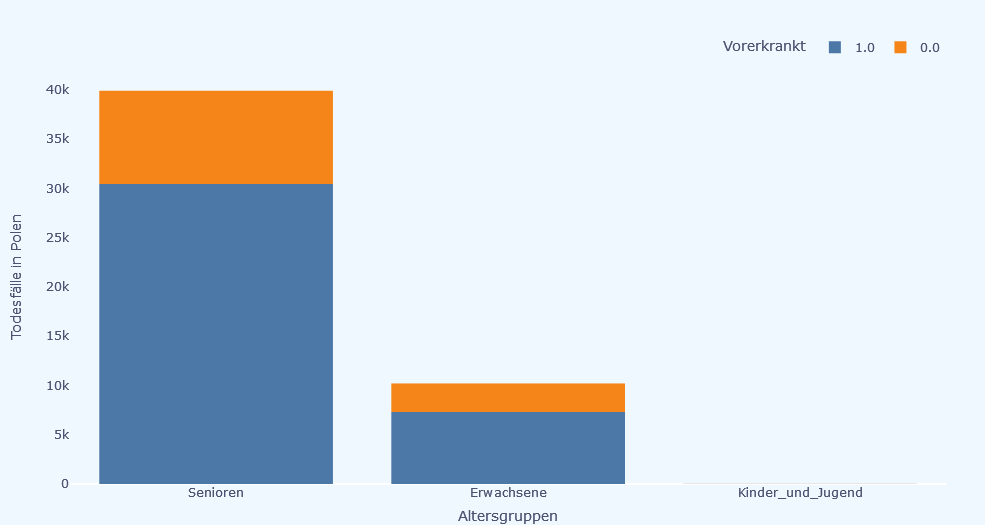 Vorerkrankt 1.0 0.0
40k
35k
30k
25k
20k
15k
10k
5k
0
Todesfälle in Polen
Senioren Erwachsene Kinder_und_Jugend
Altersgruppen